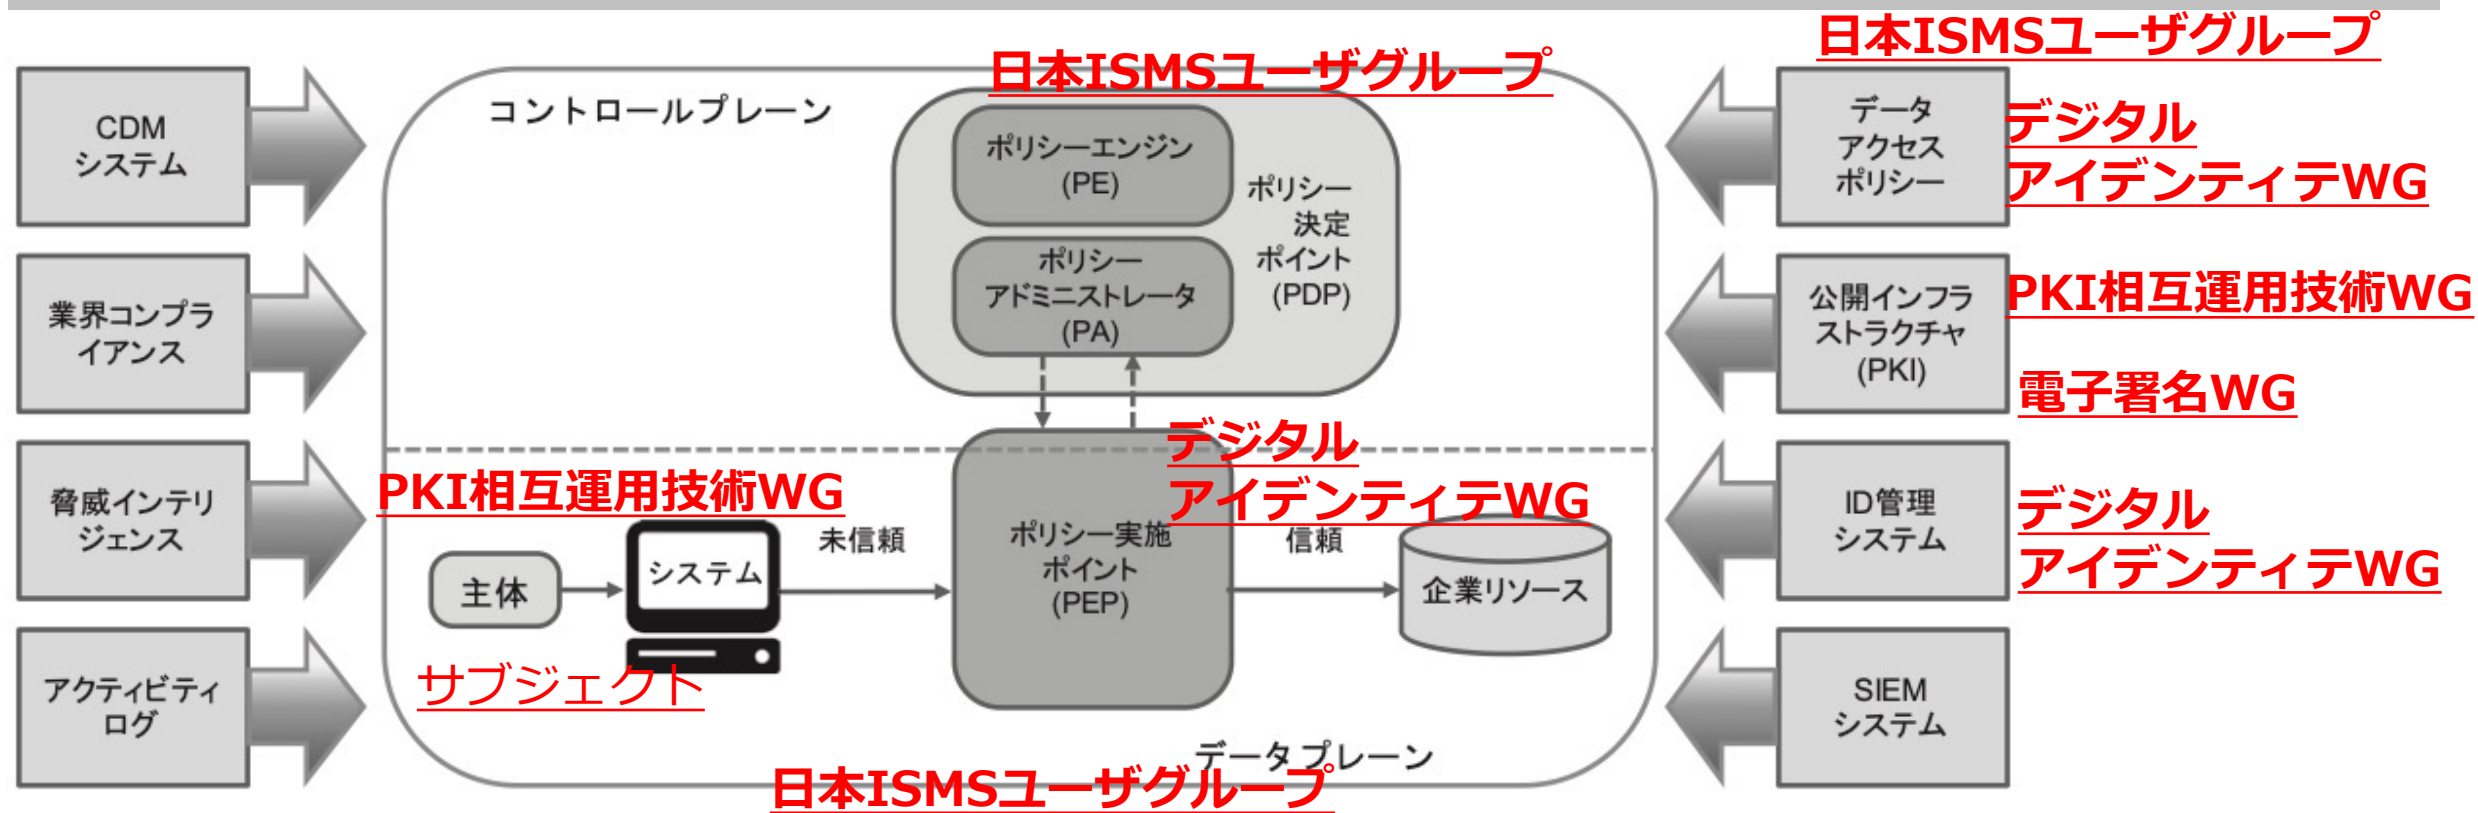 日本ISMSユーザグループ
日本ISMSユーザグループ
CDM
システム
業界コンプラ
イアンス
脅威インテリ
ジェンス
アクティビティ
ログ
コントロールプレーン
ポリシーエンジン
(PE)
ポリシー
アドミニストレータ
(PA)
ポリシー
決定
ポイント
(PDP)
PKI相互運用技術WG
デジタル
アイデンティテWG
主体
システム
サブジェクト
未信頼
ポリシー実施
ポイント
(PEP)
信頼
企業リソース
データプレーン
日本ISMSユーザグループ
データ
アクセス
ポリシー
デジタル
アイデンティテWG
公開インフラ
ストラクチャ
(PKI)
PKI相互運用技術WG
電子署名WG
ID管理
システム
デジタル
アイデンティテWG
SIEM
システム